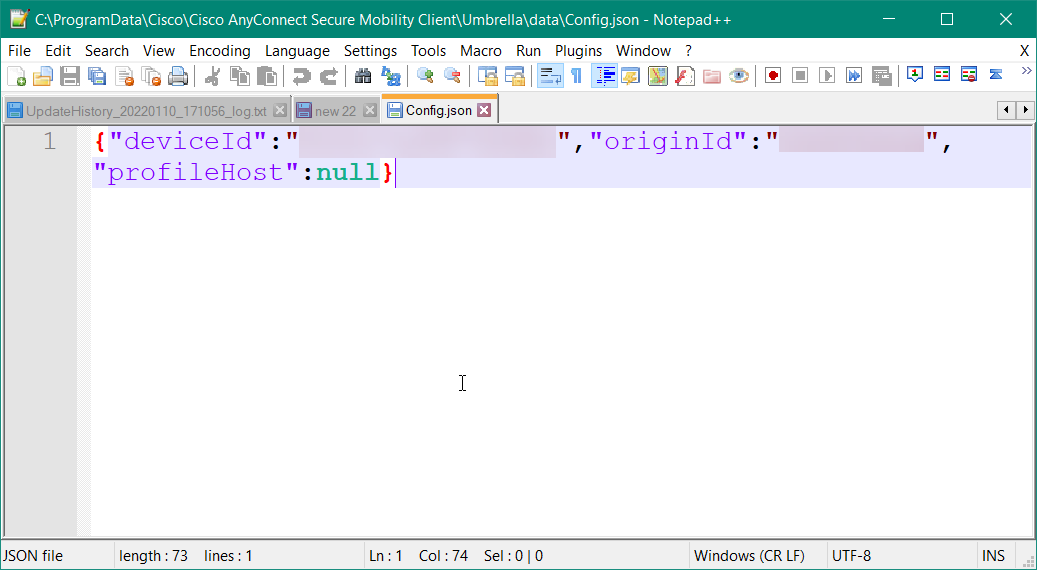 C:\ProgramData\Cisco\Cisco AnyConnect Secure Mobility Client\Umbrella\data\Config.json - Notepad++
File Edit Search View Encoding Language Settings Tools Macro Run Plugins Window ? X
UpdateHistory_20220110_171056_log.txt new 22 Config.json
1 {"deviceId":"","originId":"",
"profileHost":null}
JSON file length : 73 lines : 1 Ln : 1 Col : 74 Sel : 0 | 0 Windows (CR LF) UTF-8 INS